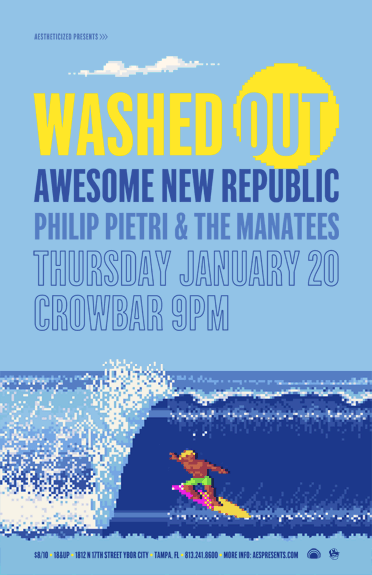 AESTHETICIZED PRESENTS >>>
WASHED OUT
AWESOME NEW REPUBLIC
PHILIP PIETRI & THE MANATEES
THURSDAY JANUARY 20
CROWBAR 9PM
$8/10 • 18&UP • 1812 N 17TH STREET YBOR CITY • TAMPA, FL • 813.241.8600 • MORE INFO: AESPRESENTS.COM